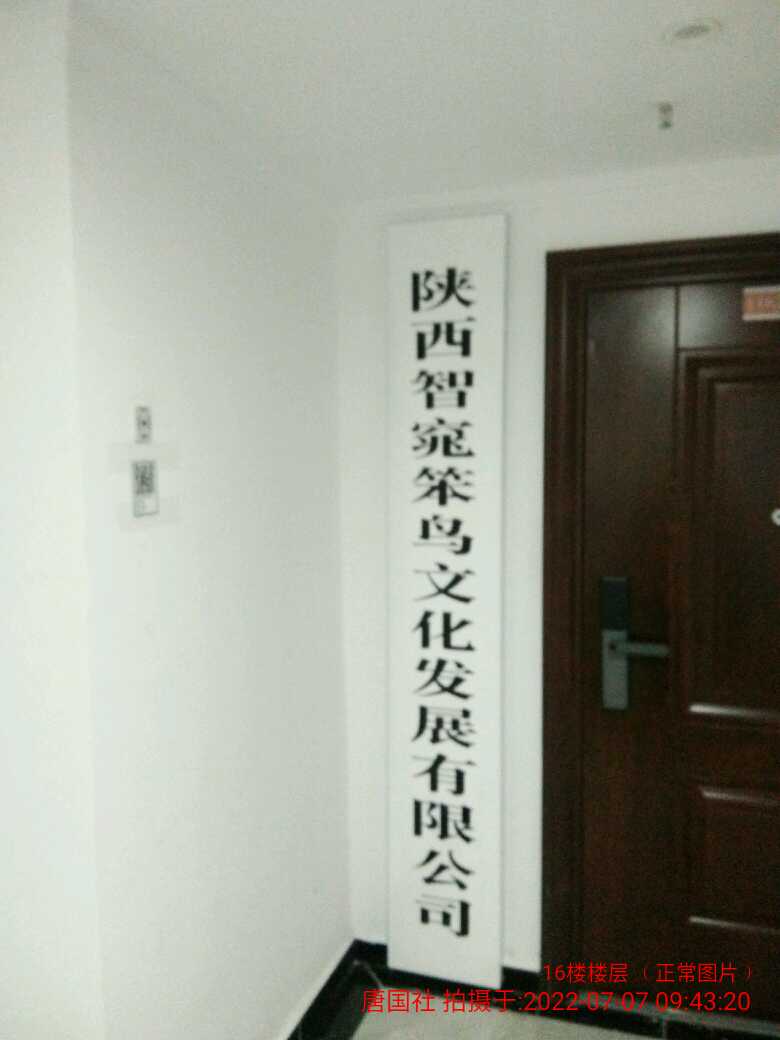 陕西智宛笨鸟文化发展有限公司
16楼楼层（正常图片）
唐国社 拍摄于:2022-07-07 09:43:20